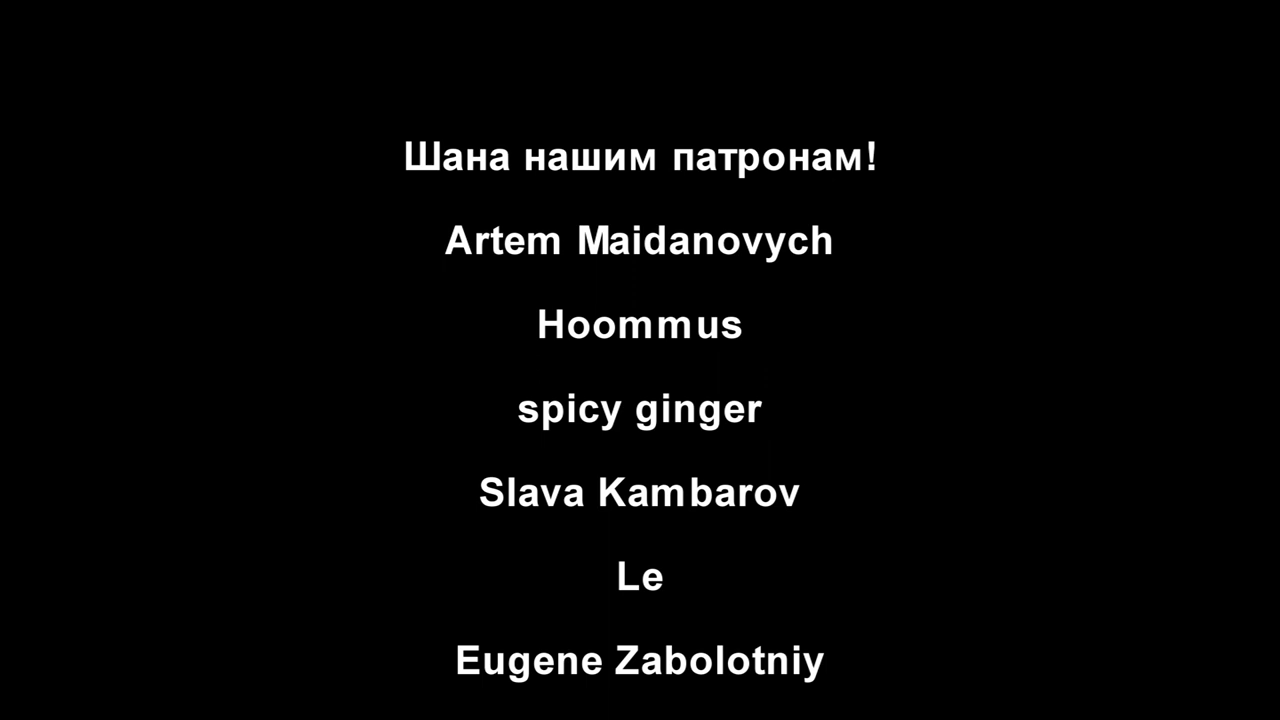 Шана нашим патронам!
Artem Maidanovych
Hoommus
spicy ginger
Slava Kambarov
Le
Eugene Zabolotniy